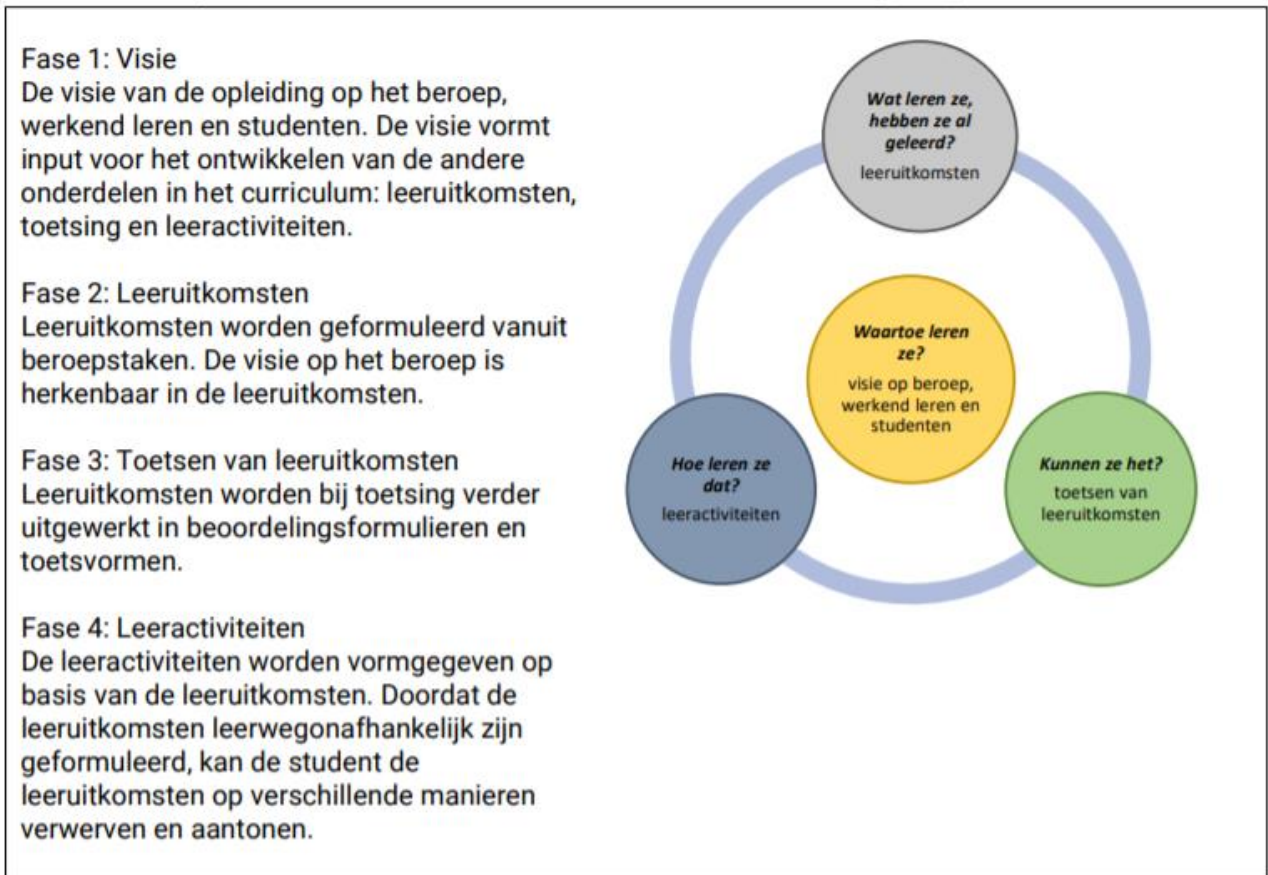 Fase 1: Visie
De visie van de opleiding op het beroep,
werkend leren en studenten. De visie vormt
input voor het ontwikkelen van de andere
onderdelen in het curriculum: leeruitkomsten,
toetsing en leeractiviteiten.
Fase 2: Leeruitkomsten
Leeruitkomsten worden geformuleerd vanuit
beroepstaken. De visie op het beroep is
herkenbaar in de leeruitkomsten.
Fase 3: Toetsen van leeruitkomsten
Leeruitkomsten worden bij toetsing verder
uitgewerkt in beoordelingsformulieren en
toetsvormen.
Fase 4: Leeractiviteiten
De leeractiviteiten worden vormgegeven op
basis van de leeruitkomsten. Doordat de
leeruitkomsten leerwegonafhankelijk zijn
geformuleerd, kan de student de
leeruitkomsten op verschillende manieren
verwerven en aantonen.
Wat leren ze,
hebben ze al
geleerd?
leeruitkomsten
Waartoe leren
ze?
visie op beroep,
werkend leren en
studenten
Hoe leren ze
dat?
leeractiviteiten
Kunnen ze het?
toetsen van
leeruitkomsten